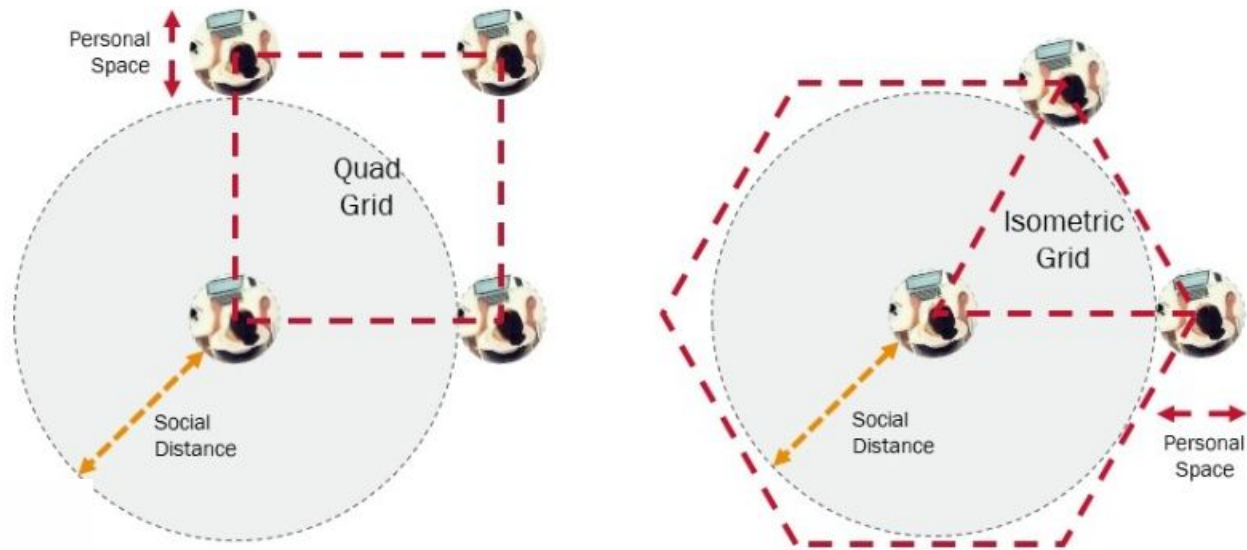 Personal
Space
Quad
Grid
Social
Distance
Isometric
Grid
Social
Distance
Personal
Space